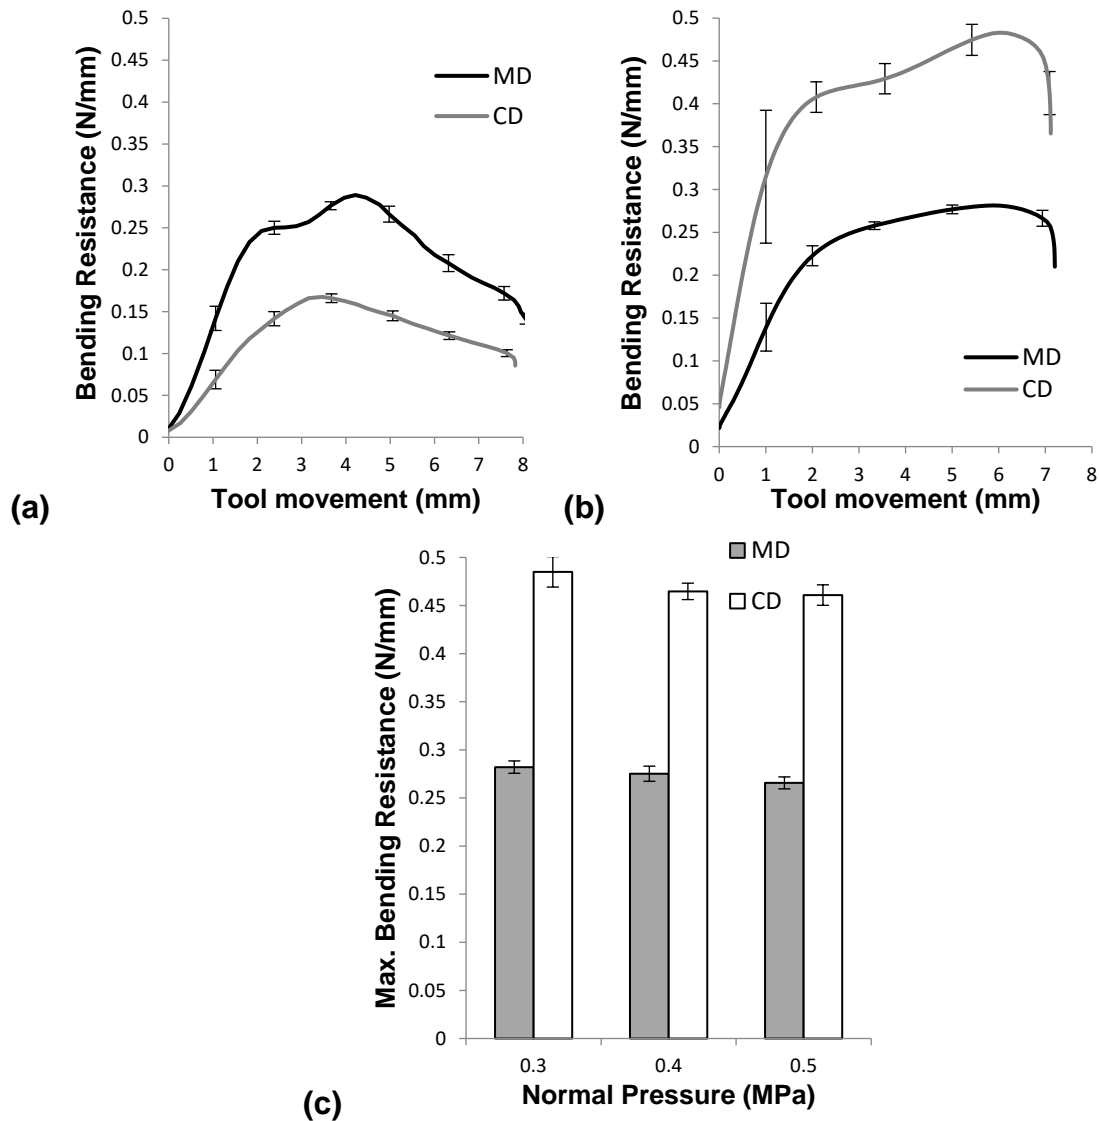 Bending Resistance (N/mm)
0.5
0.45
0.4
0.35
0.3
0.25
0.2
0.15
0.1
0.05
0
MD
CD
0 1 2 3 4 5 6 7 8
Tool movement (mm)
(a)
Bending Resistance (N/mm)
0.5
0.45
0.4
0.35
0.3
0.25
0.2
0.15
0.1
0.05
0
MD
CD
0 1 2 3 4 5 6 7 8
Tool movement (mm)
(b)
Max. Bending Resistance (N/mm)
0.5
0.45
0.4
0.35
0.3
0.25
0.2
0.15
0.1
0.05
0
MD
CD
0.3 0.4 0.5
Normal Pressure (MPa)
(c)